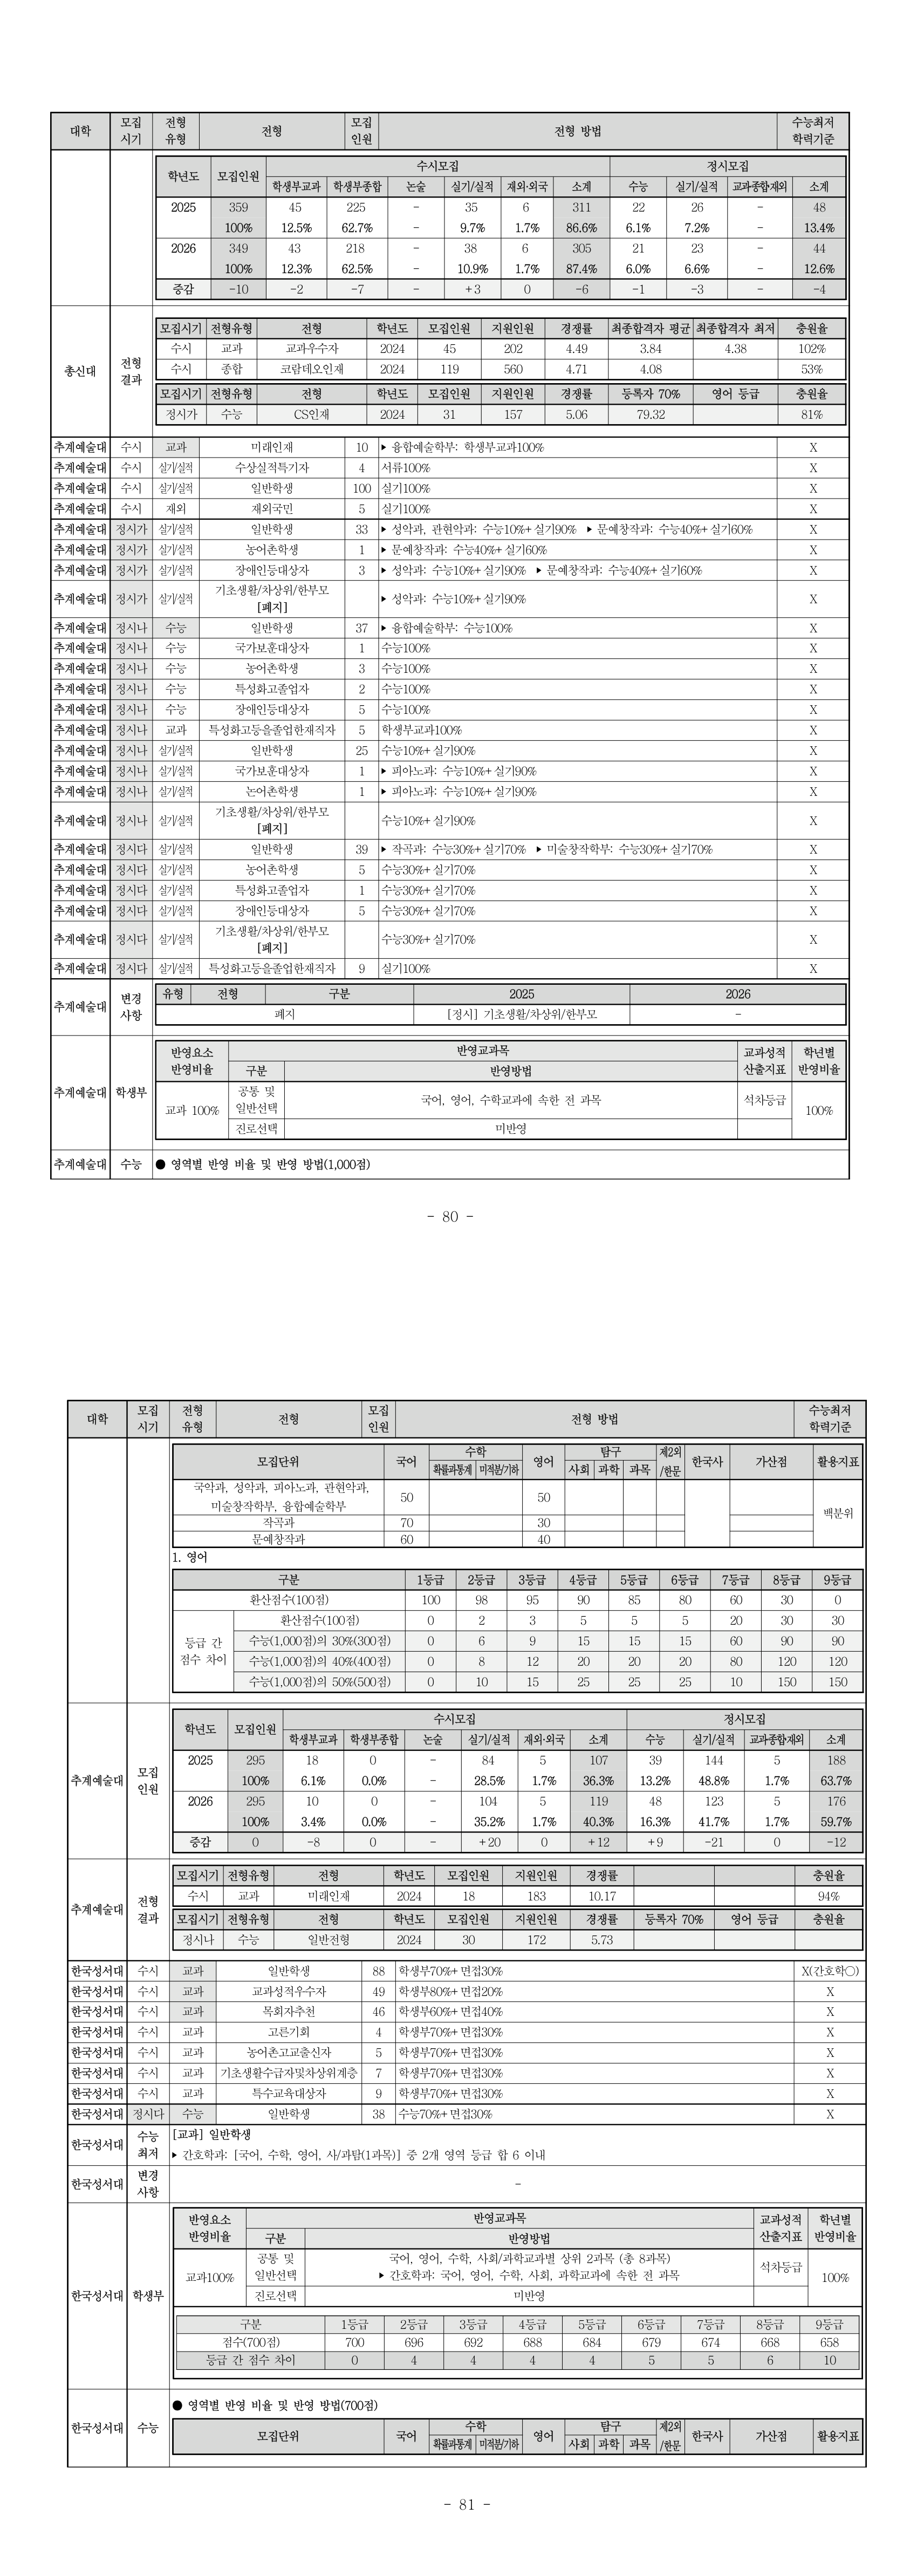 대학 모집시기 전형유형 전형 모집인원 전형 방법 수능최저학력기준
학년도 모집인원 수시모집 정시모집
학생부교과 학생부종합 논술 실기/실적 재외·외국 소계 수능 실기/실적 교과종합재외 소계
2025 359 45 225 - 35 6 311 22 26 - 48
100% 12.5% 62.7% - 9.7% 1.7% 86.6% 6.1% 7.2% - 13.4%
2026 349 43 218 - 38 6 305 21 23 - 44
100% 12.3% 62.5% - 10.9% 1.7% 87.4% 6.0% 6.6% - 12.6%
증감 -10 -2 -7 - +3 0 -6 -1 -3 - -4
총신대 전형결과
모집시기 전형유형 전형 학년도 모집인원 지원인원 경쟁률 최종합격자 평균 최종합격자 최저 충원율
수시 교과 교과우수자 2024 45 202 4.49 3.84 4.38 102%
수시 종합 코람데오인재 2024 119 560 4.71 4.08 53%
모집시기 전형유형 전형 학년도 모집인원 지원인원 경쟁률 등록자 70% 영어 등급 충원율
정시가 수능 CS인재 2024 31 157 5.06 79.32 81%
추계예술대 수시 교과 미래인재 10 ▶ 융합예술학부: 학생부교과100% X
추계예술대 수시 실기/실적 수상실적특기자 4 서류100% X
추계예술대 수시 실기/실적 일반학생 100 실기100% X
추계예술대 수시 재외 재외국민 5 실기100% X
추계예술대 정시가 실기/실적 일반학생 33 ▶ 성악과, 관현악과: 수능10%+실기90% ▶ 문예창작과: 수능40%+실기60% X
추계예술대 정시가 실기/실적 농어촌학생 1 ▶ 문예창작과: 수능40%+실기60% X
추계예술대 정시가 실기/실적 장애인등대상자 3 ▶ 성악과: 수능10%+실기90% ▶ 문예창작과: 수능40%+실기60% X
추계예술대 정시가 실기/실적 기초생활/차상위/한부모 [폐지] ▶ 성악과: 수능10%+실기90% X
추계예술대 정시나 수능 일반학생 37 ▶ 융합예술학부: 수능100% X
추계예술대 정시나 수능 국가보훈대상자 1 수능100% X
추계예술대 정시나 수능 농어촌학생 3 수능100% X
추계예술대 정시나 수능 특성화고졸업자 2 수능100% X
추계예술대 정시나 수능 장애인등대상자 5 수능100% X
추계예술대 정시나 교과 특성화고등을졸업한재직자 5 학생부교과100% X
추계예술대 정시나 실기/실적 일반학생 25 수능10%+실기90% X
추계예술대 정시나 실기/실적 국가보훈대상자 1 ▶ 피아노과: 수능10%+실기90% X
추계예술대 정시나 실기/실적 논어촌학생 1 ▶ 피아노과: 수능10%+실기90% X
추계예술대 정시나 실기/실적 기초생활/차상위/한부모 [폐지] 수능10%+실기90% X
추계예술대 정시다 실기/실적 일반학생 39 ▶ 작곡과: 수능30%+실기70% ▶ 미술창작학부: 수능30%+실기70% X
추계예술대 정시다 실기/실적 농어촌학생 5 수능30%+실기70% X
추계예술대 정시다 실기/실적 특성화고졸업자 1 수능30%+실기70% X
추계예술대 정시다 실기/실적 장애인등대상자 5 수능30%+실기70% X
추계예술대 정시다 실기/실적 기초생활/차상위/한부모 [폐지] 수능30%+실기70% X
추계예술대 정시다 실기/실적 특성화고등을졸업한재직자 9 실기100% X
추계예술대 변경사항
유형 전형 구분 2025 2026
폐지 [정시] 기초생활/차상위/한부모 -
추계예술대 학생부
반영요소 반영비율 반영교과목 교과성적 산출지표 학년별 반영비율
구분 반영방법
교과 100% 공통 및 일반선택 국어, 영어, 수학교과에 속한 전 과목 석차등급 100%
진로선택 미반영
추계예술대 수능 ● 영역별 반영 비율 및 반영 방법(1,000점)
- 80 -
대학 모집시기 전형유형 전형 모집인원 전형 방법 수능최저학력기준
모집단위 국어 수학 영어 탐구 제2외/한문 한국사 가산점 활용지표
확률과통계 미적분/기하 사회 과학 과목
국악과, 성악과, 피아노과, 관현악과, 미술창작학부, 융합예술학부 50 50 백분위
작곡과 70 30
문예창작과 60 40
1. 영어
구분 1등급 2등급 3등급 4등급 5등급 6등급 7등급 8등급 9등급
환산점수(100점) 100 98 95 90 85 80 60 30 0
등급 간 점수 차이 환산점수(100점) 0 2 3 5 5 5 20 30 30
수능(1,000점)의 30%(300점) 0 6 9 15 15 15 60 90 90
수능(1,000점)의 40%(400점) 0 8 12 20 20 20 80 120 120
수능(1,000점)의 50%(500점) 0 10 15 25 25 25 10 150 150
추계예술대 모집인원
학년도 모집인원 수시모집 정시모집
학생부교과 학생부종합 논술 실기/실적 재외·외국 소계 수능 실기/실적 교과종합재외 소계
2025 295 18 0 - 84 5 107 39 144 5 188
100% 6.1% 0.0% - 28.5% 1.7% 36.3% 13.2% 48.8% 1.7% 63.7%
2026 295 10 0 - 104 5 119 48 123 5 176
100% 3.4% 0.0% - 35.2% 1.7% 40.3% 16.3% 41.7% 1.7% 59.7%
증감 0 -8 0 - +20 0 +12 +9 -21 0 -12
추계예술대 전형결과
모집시기 전형유형 전형 학년도 모집인원 지원인원 경쟁률 충원율
수시 교과 미래인재 2024 18 183 10.17 94%
모집시기 전형유형 전형 학년도 모집인원 지원인원 경쟁률 등록자 70% 영어 등급 충원율
정시나 수능 일반전형 2024 30 172 5.73
한국성서대 수시 교과 일반학생 88 학생부70%+면접30% X(간호학○)
한국성서대 수시 교과 교과성적우수자 49 학생부80%+면접20% X
한국성서대 수시 교과 목회자추천 46 학생부60%+면접40% X
한국성서대 수시 교과 고른기회 4 학생부70%+면접30% X
한국성서대 수시 교과 농어촌고교출신자 5 학생부70%+면접30% X
한국성서대 수시 교과 기초생활수급자및차상위계층 7 학생부70%+면접30% X
한국성서대 수시 교과 특수교육대상자 9 학생부70%+면접30% X
한국성서대 정시다 수능 일반학생 38 수능70%+면접30% X
한국성서대 수능최저 [교과] 일반학생
▶ 간호학과: [국어, 수학, 영어, 사/과탐(1과목)] 중 2개 영역 등급 합 6 이내
한국성서대 변경사항 -
한국성서대 학생부
반영요소 반영비율 반영교과목 교과성적 산출지표 학년별 반영비율
구분 반영방법
교과100% 공통 및 일반선택 국어, 영어, 수학, 사회/과학교과별 상위 2과목 (총 8과목) 석차등급 100%
▶ 간호학과: 국어, 영어, 수학, 사회, 과학교과에 속한 전 과목
진로선택 미반영
구분 1등급 2등급 3등급 4등급 5등급 6등급 7등급 8등급 9등급
점수(700점) 700 696 692 688 684 679 674 668 658
등급 간 점수 차이 0 4 4 4 4 5 5 6 10
한국성서대 수능 ● 영역별 반영 비율 및 반영 방법(700점)
모집단위 국어 수학 영어 탐구 제2외/한문 한국사 가산점 활용지표
확률과통계 미적분/기하 사회 과학 과목
- 81 -